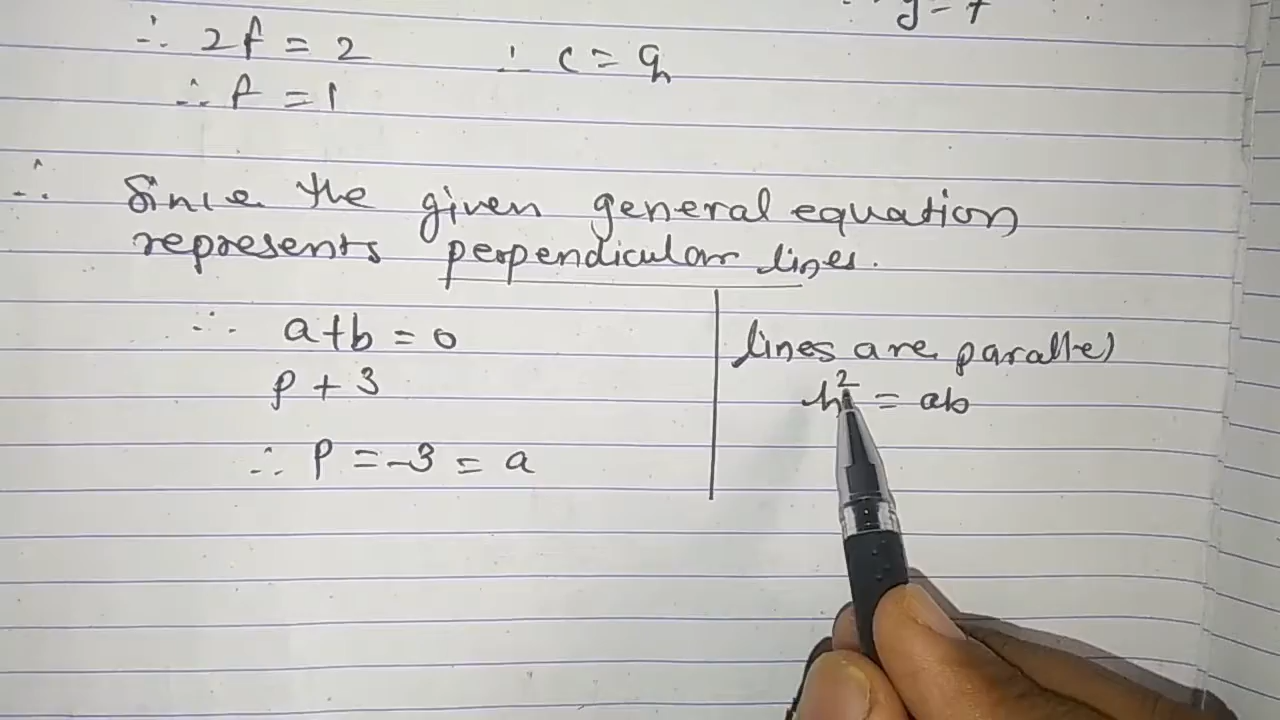 ∴ 2f = 2
∴ c = q
∴ f = 1
∴ Since the given general equation
represents perpendicular lines.
∴ a+b = 0
p + 3
∴ p = -3 = a
lines are parallel
h² = ab